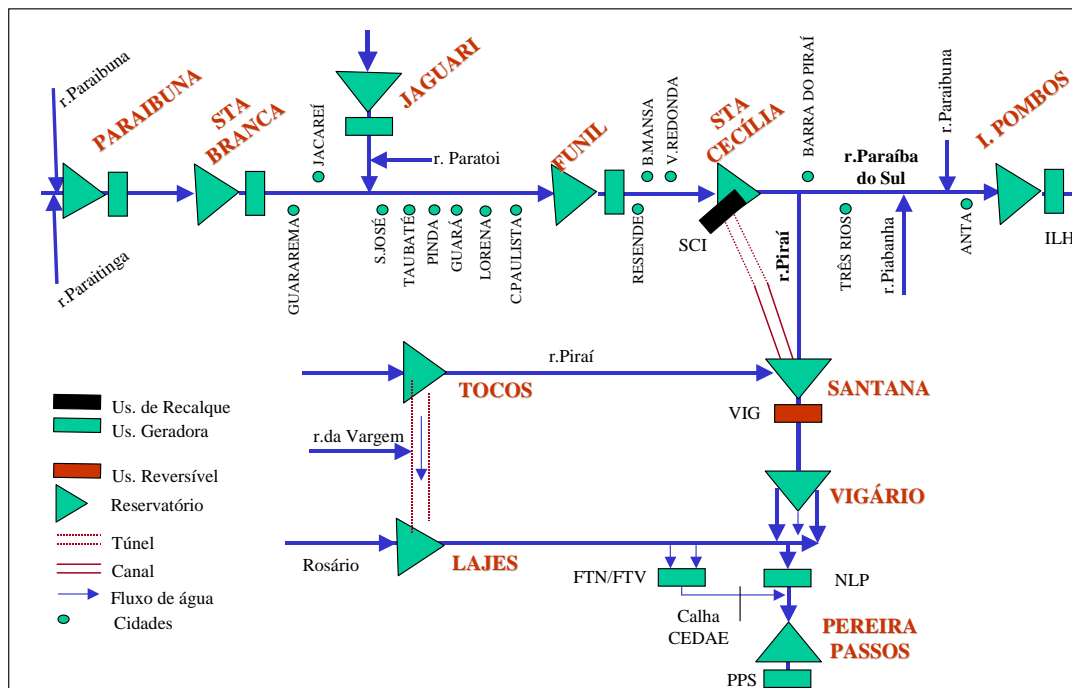 r.Paraibuna
r.Paraitinga
PARAIBUNA
STA
BRANCA
JACAREÍ
GUARAREMA
JAGUARI
r. Paratoi
S.JOSÉ
TAUBATÉ
PINDA
GUARÁ
LORENA
C.PAULISTA
FUNIL
RESENDE
B.MANSA
V.REDONDA
STA
CECÍLIA
SCI
BARRA DO PIRAÍ
r.Paraíba
do Sul
r.Piraí
TRÊS RIOS
r.Piabanha
r.Paraibuna
ANTA
I. POMBOS
ILH
r.Piraí
TOCOS
SANTANA
VIG
r.da Vargem
VIGÁRIO
Rosário
LAJES
FTN/FTV
NLP
Calha
CEDAE
PEREIRA
PASSOS
PPS
Us. de Recalque
Us. Geradora
Us. Reversível
Reservatório
Túnel
Canal
Fluxo de água
Cidades